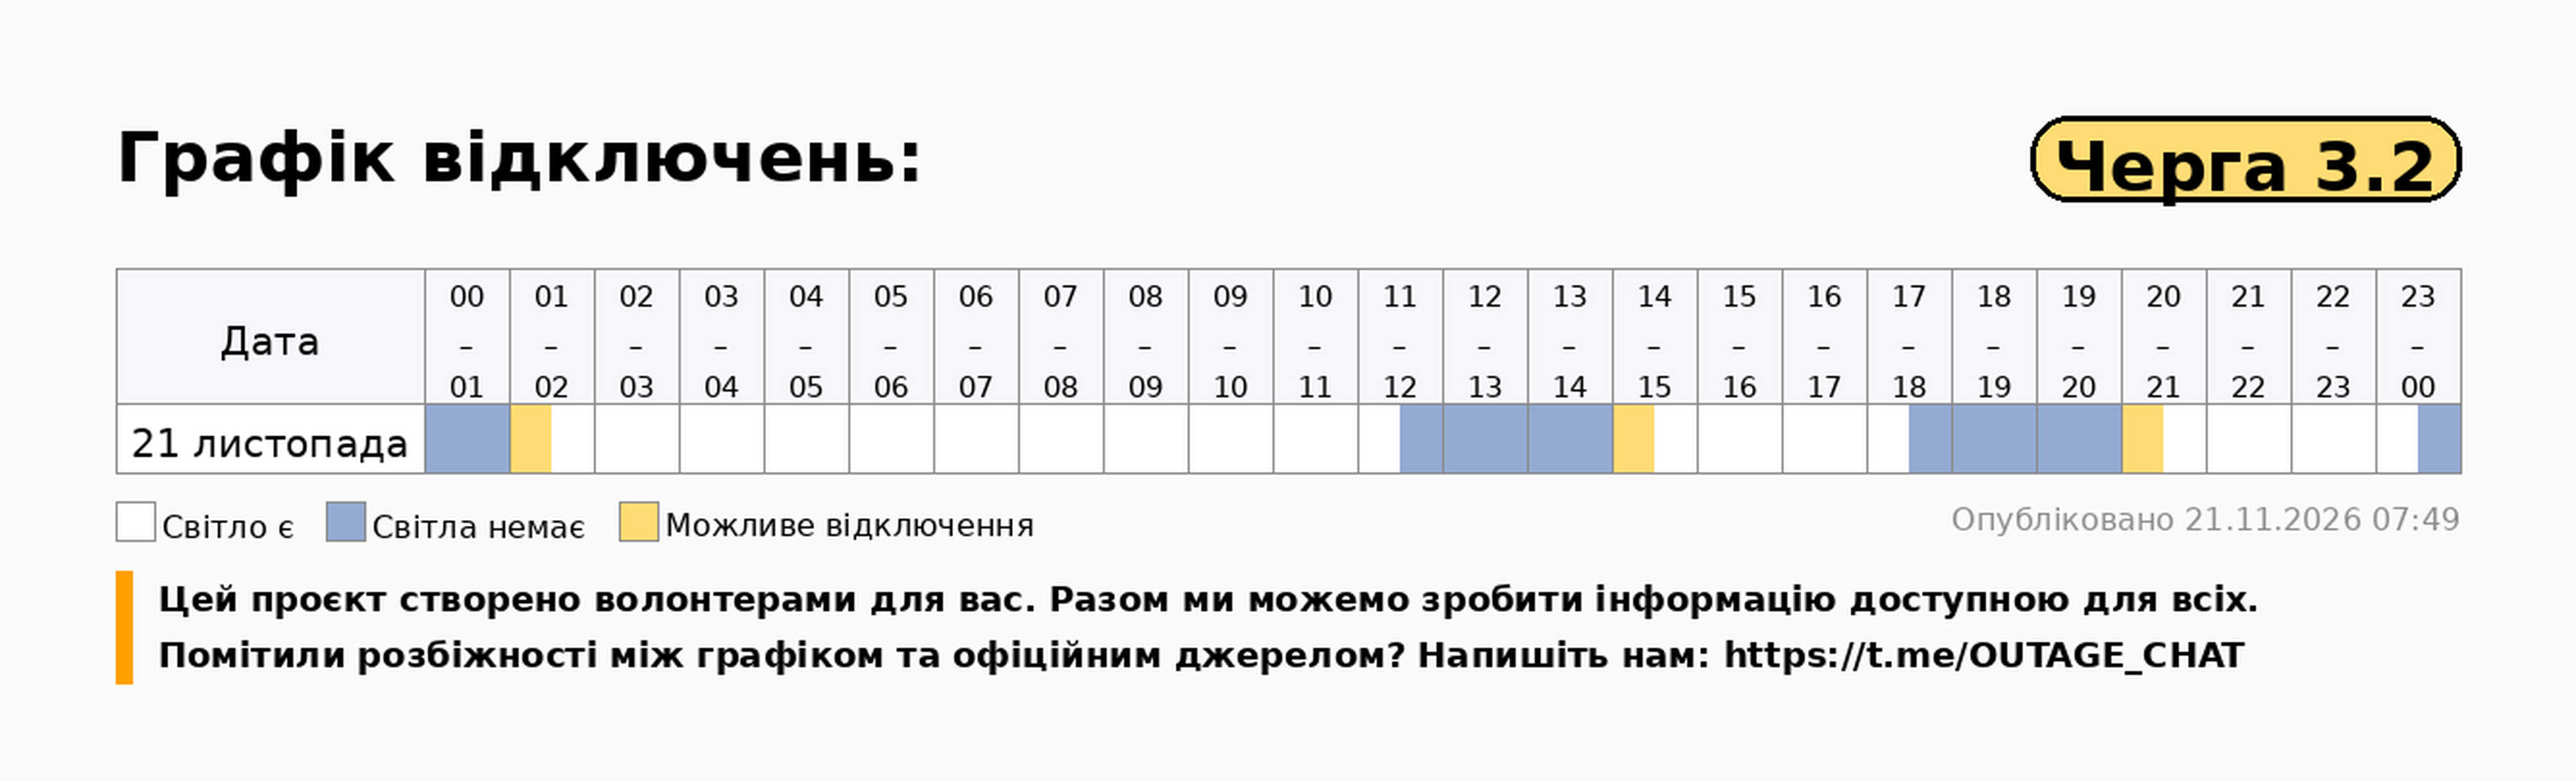 Графік відключень:
Черга 3.2
Дата
00 – 01
01 – 02
02 – 03
03 – 04
04 – 05
05 – 06
06 – 07
07 – 08
08 – 09
09 – 10
10 – 11
11 – 12
12 – 13
13 – 14
14 – 15
15 – 16
16 – 17
17 – 18
18 – 19
19 – 20
20 – 21
21 – 22
22 – 23
23 – 00
21 листопада
Світло є
Світла немає
Можливе відключення
Опубліковано 21.11.2026 07:49
Цей проєкт створено волонтерами для вас. Разом ми можемо зробити інформацію доступною для всіх.
Помітили розбіжності між графіком та офіційним джерелом? Напишіть нам: https://t.me/OUTAGE_CHAT